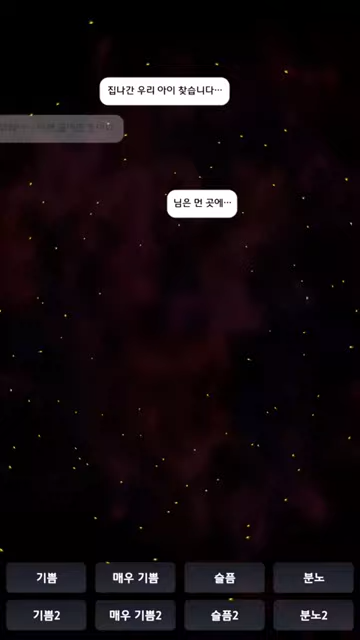 집나간 우리 아이 찾습니다…
님은 먼 곳에…
기쁨
매우 기쁨
슬픔
분노
기쁨2
매우 기쁨2
슬픔2
분노2